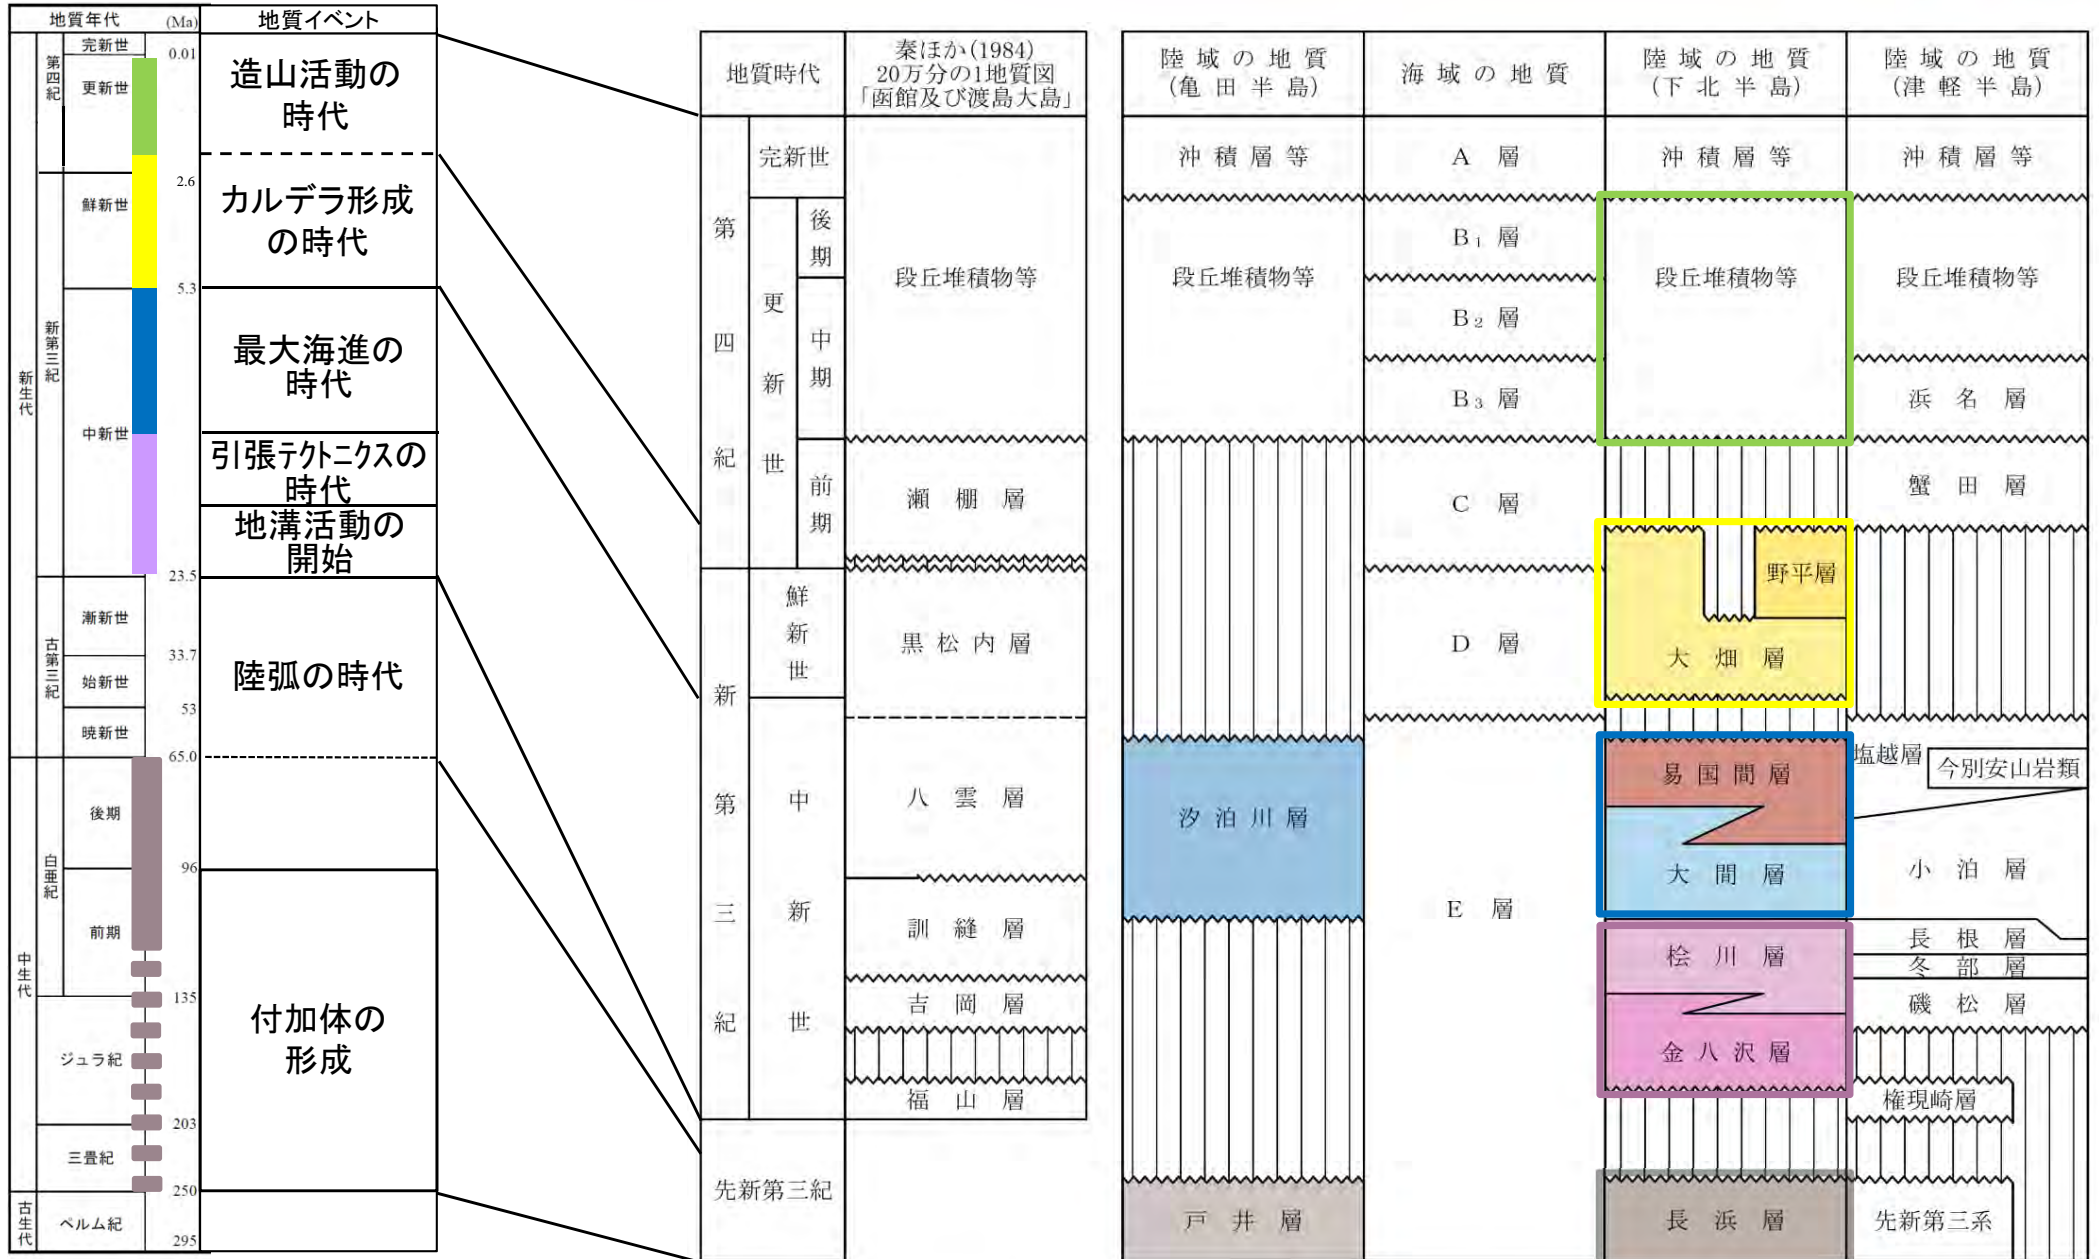 地質年代 (Ma)
地質イベント
新生代
第四紀
完新世
0.01
更新世
2.6
新第三紀
鮮新世
5.3
中新世
23.5
古第三紀
漸新世
33.7
始新世
53
暁新世
65.0
中生代
白亜紀
後期
96
前期
135
ジュラ紀
203
三畳紀
250
古生代
ペルム紀
295
造山活動の
時代
カルデラ形成
の時代
最大海進の
時代
引張テクトニクスの
時代
地溝活動の
開始
陸弧の時代
付加体の
形成
地質時代
秦ほか(1984)
20万分の1地質図
「函館及び渡島大島」
第四紀
完新世
更新世
後期
中期
前期
新第三紀
鮮新世
中新世
先新第三紀
段丘堆積物等
瀬棚層
黒松内層
八雲層
訓縫層
吉岡層
福山層
陸域の地質
(亀田半島)
沖積層等
段丘堆積物等
汐泊川層
戸井層
海域の地質
A層
B₁層
B₂層
B₃層
C層
D層
E層
陸域の地質
(下北半島)
沖積層等
段丘堆積物等
野平層
大畑層
易国間層
大間層
桧川層
金八沢層
長浜層
陸域の地質
(津軽半島)
沖積層等
段丘堆積物等
浜名層
蟹田層
塩越層
今別安山岩類
小泊層
長根層
冬部層
磯松層
権現崎層
先新第三系